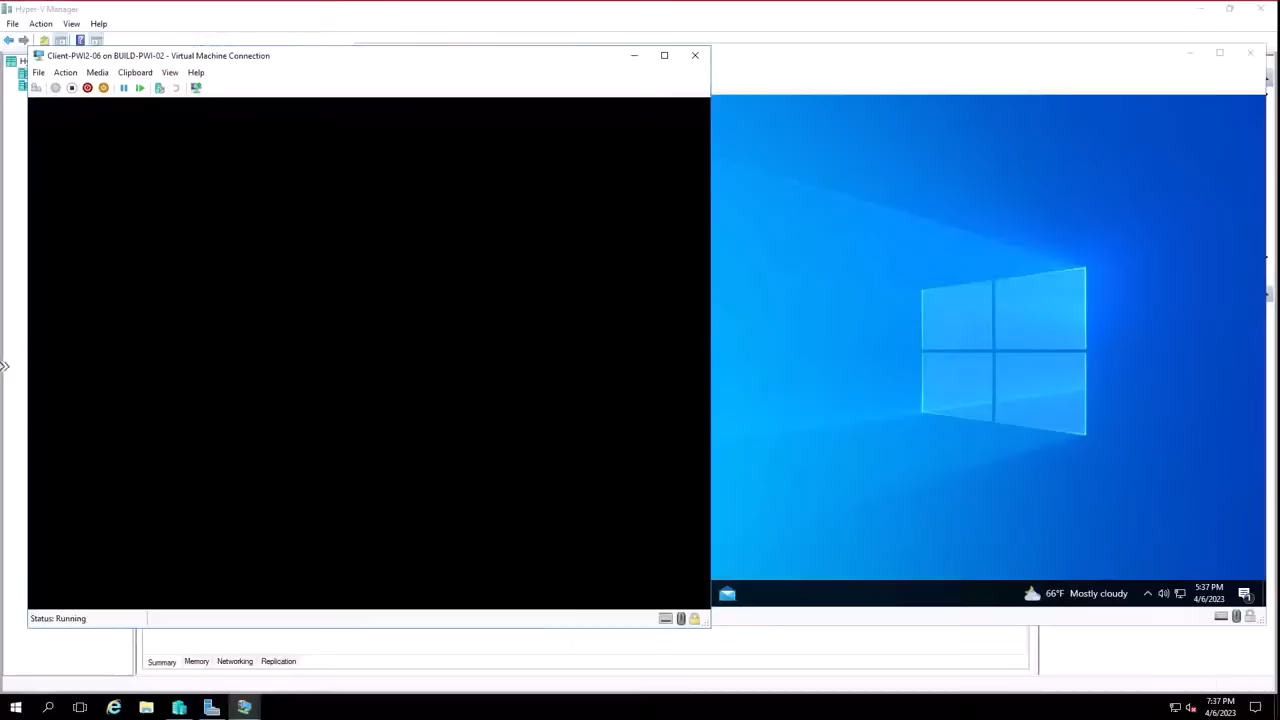 Hyper-V Manager
File Action View Help
Hy
Client-PWI2-06 on BUILD-PWI-02 - Virtual Machine Connection
File Action Media Clipboard View Help
66°F Mostly cloudy
5:37 PM
4/6/2023
1
Status: Running
Summary Memory Networking Replication
7:37 PM
4/6/2023